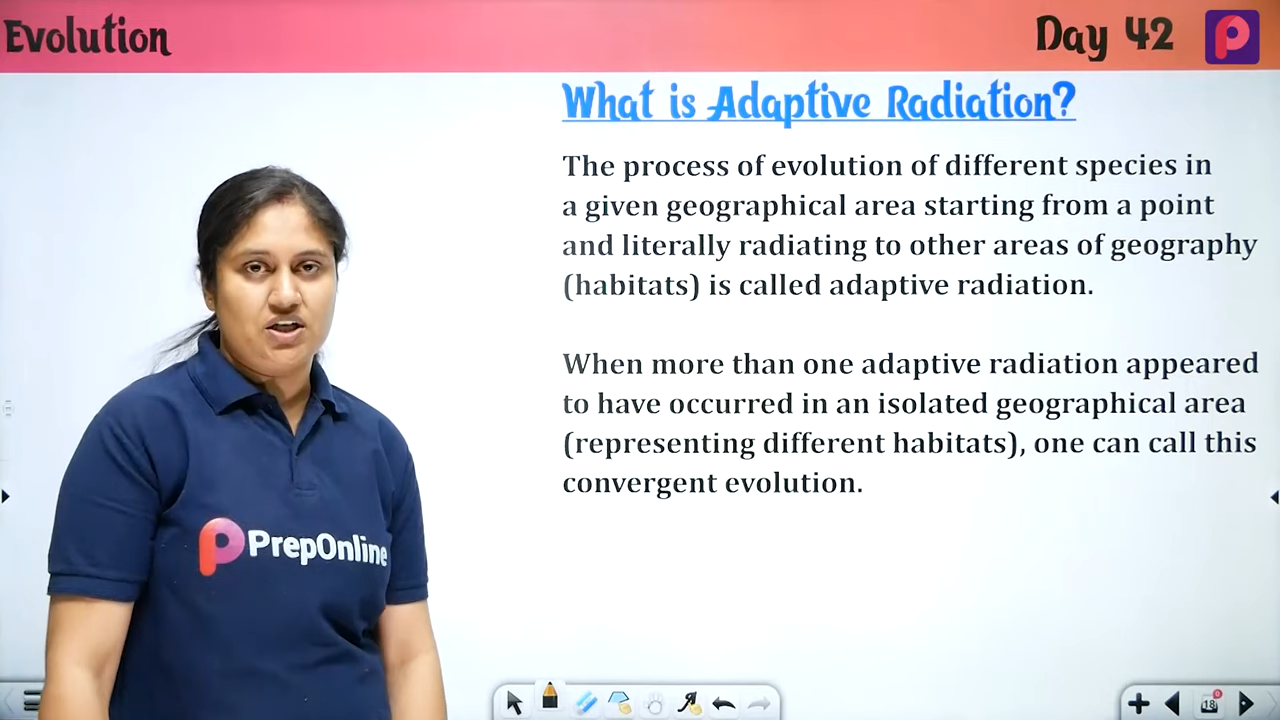 Evolution
Day 42
What is Adaptive Radiation?
The process of evolution of different species in
a given geographical area starting from a point
and literally radiating to other areas of geography
(habitats) is called adaptive radiation.
When more than one adaptive radiation appeared
to have occurred in an isolated geographical area
(representing different habitats), one can call this
convergent evolution.
PrepOnline
18